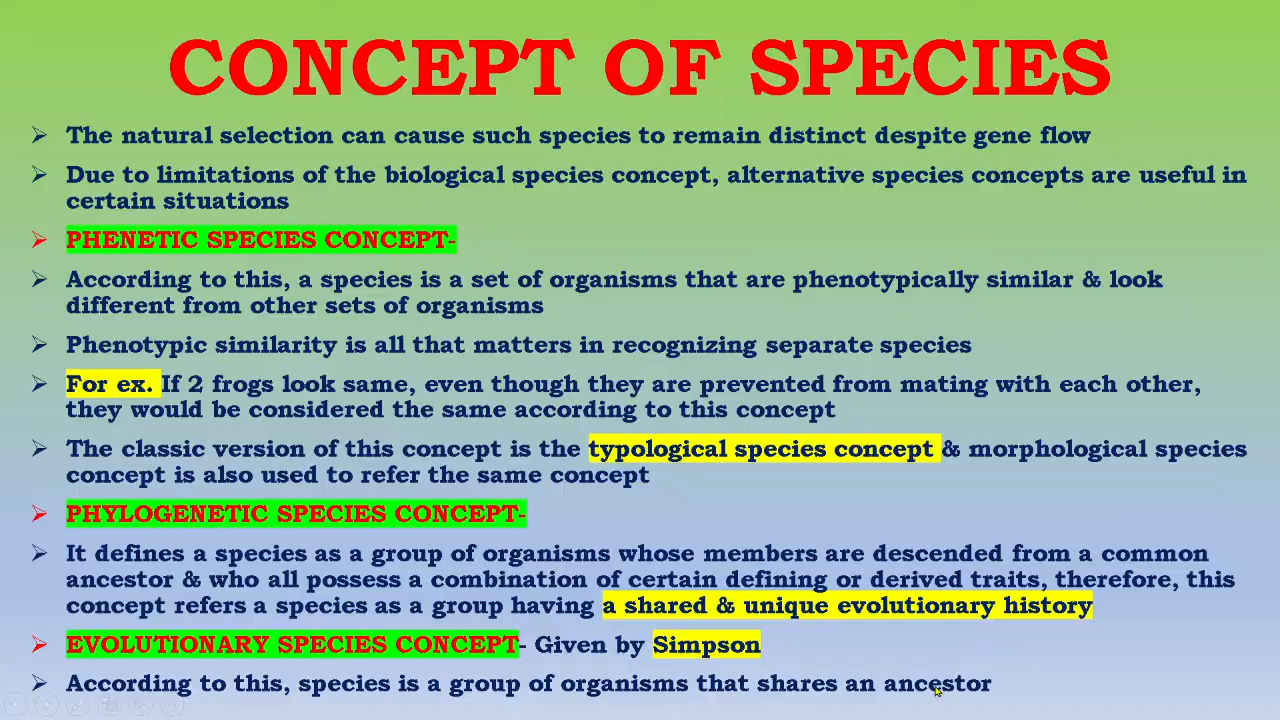 CONCEPT OF SPECIES
➢ The natural selection can cause such species to remain distinct despite gene flow
➢ Due to limitations of the biological species concept, alternative species concepts are useful in
certain situations
➢ PHENETIC SPECIES CONCEPT-
➢ According to this, a species is a set of organisms that are phenotypically similar & look
different from other sets of organisms
➢ Phenotypic similarity is all that matters in recognizing separate species
➢ For ex. If 2 frogs look same, even though they are prevented from mating with each other,
they would be considered the same according to this concept
➢ The classic version of this concept is the typological species concept & morphological species
concept is also used to refer the same concept
➢ PHYLOGENETIC SPECIES CONCEPT-
➢ It defines a species as a group of organisms whose members are descended from a common
ancestor & who all possess a combination of certain defining or derived traits, therefore, this
concept refers a species as a group having a shared & unique evolutionary history
➢ EVOLUTIONARY SPECIES CONCEPT- Given by Simpson
➢ According to this, species is a group of organisms that shares an ancestor